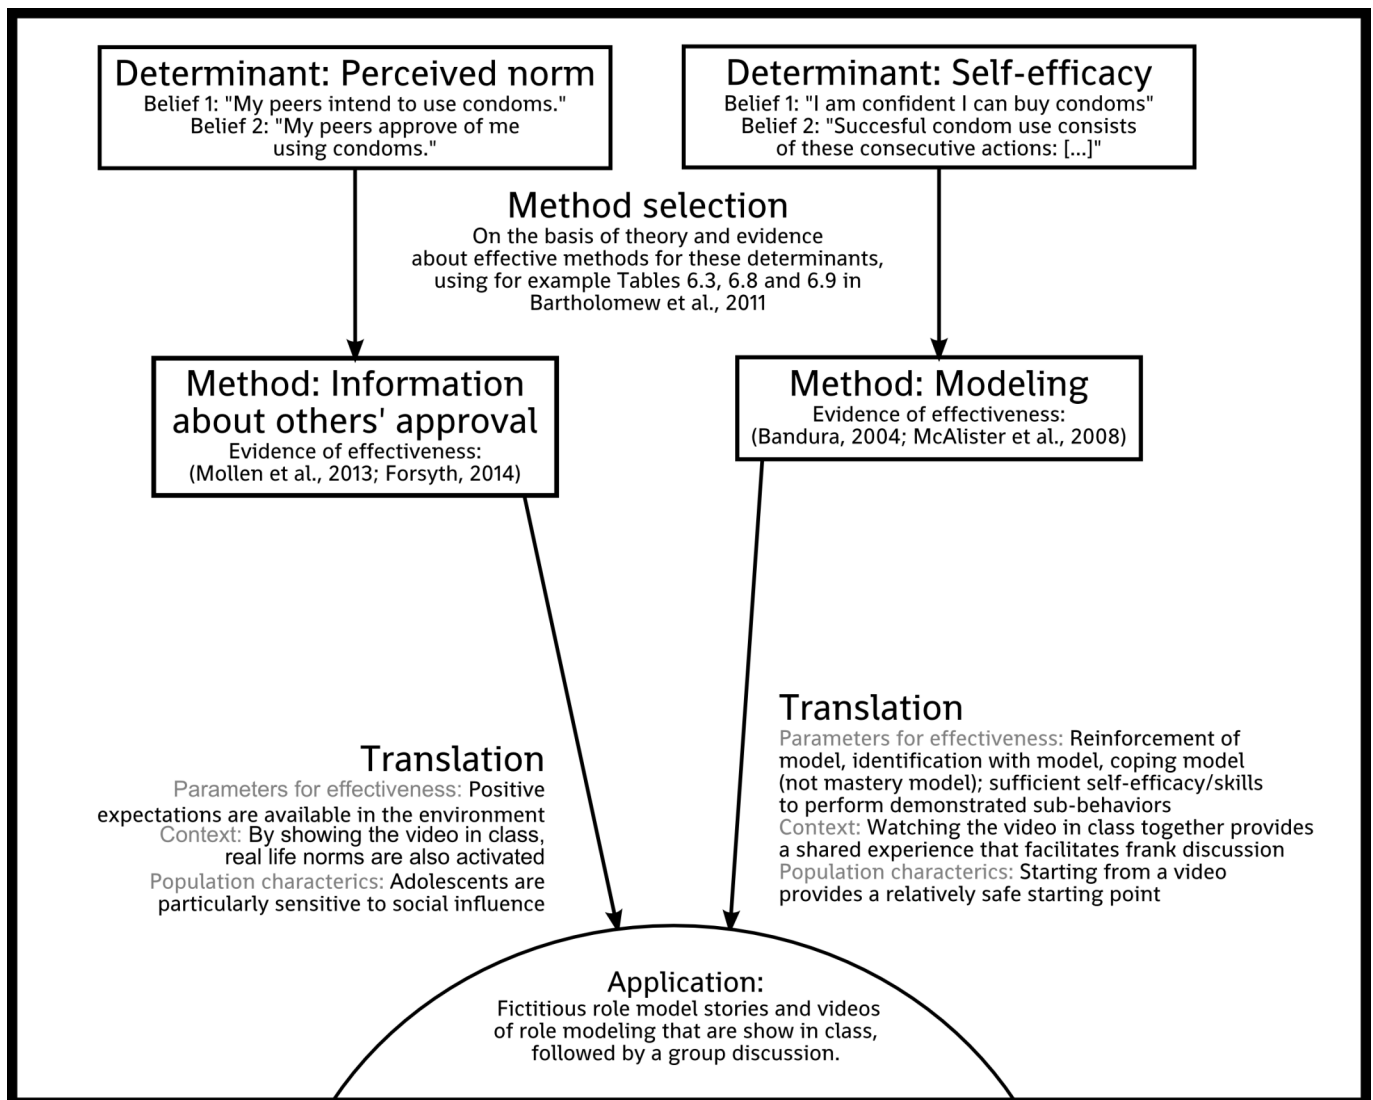 Determinant: Perceived norm
Belief 1: "My peers intend to use condoms."
Belief 2: "My peers approve of me
using condoms."
Determinant: Self-efficacy
Belief 1: "I am confident I can buy condoms"
Belief 2: "Succesful condom use consists
of these consecutive actions: [...]"
Method selection
On the basis of theory and evidence
about effective methods for these determinants,
using for example Tables 6.3, 6.8 and 6.9 in
Bartholomew et al., 2011
Method: Information
about others' approval
Evidence of effectiveness:
(Mollen et al., 2013; Forsyth, 2014)
Method: Modeling
Evidence of effectiveness:
(Bandura, 2004; McAlister et al., 2008)
Translation
Parameters for effectiveness: Positive
expectations are available in the environment
Context: By showing the video in class,
real life norms are also activated
Population characterics: Adolescents are
particularly sensitive to social influence
Translation
Parameters for effectiveness: Reinforcement of
model, identification with model, coping model
(not mastery model); sufficient self-efficacy/skills
to perform demonstrated sub-behaviors
Context: Watching the video in class together provides
a shared experience that facilitates frank discussion
Population characterics: Starting from a video
provides a relatively safe starting point
Application:
Fictitious role model stories and videos
of role modeling that are show in class,
followed by a group discussion.